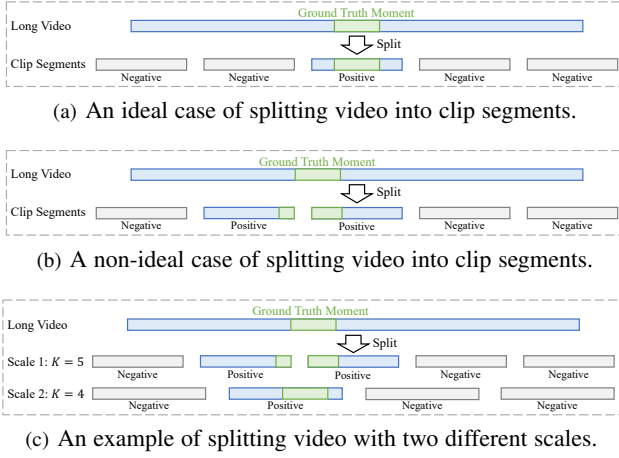 Ground Truth Moment
Long Video
Split
Clip Segments
Negative Negative Positive Negative Negative
(a) An ideal case of splitting video into clip segments.
Ground Truth Moment
Long Video
Split
Clip Segments
Negative Positive Positive Negative Negative
(b) A non-ideal case of splitting video into clip segments.
Ground Truth Moment
Long Video
Split
Scale 1: K = 5
Negative Positive Positive Negative Negative
Scale 2: K = 4
Negative Positive Negative Negative
(c) An example of splitting video with two different scales.